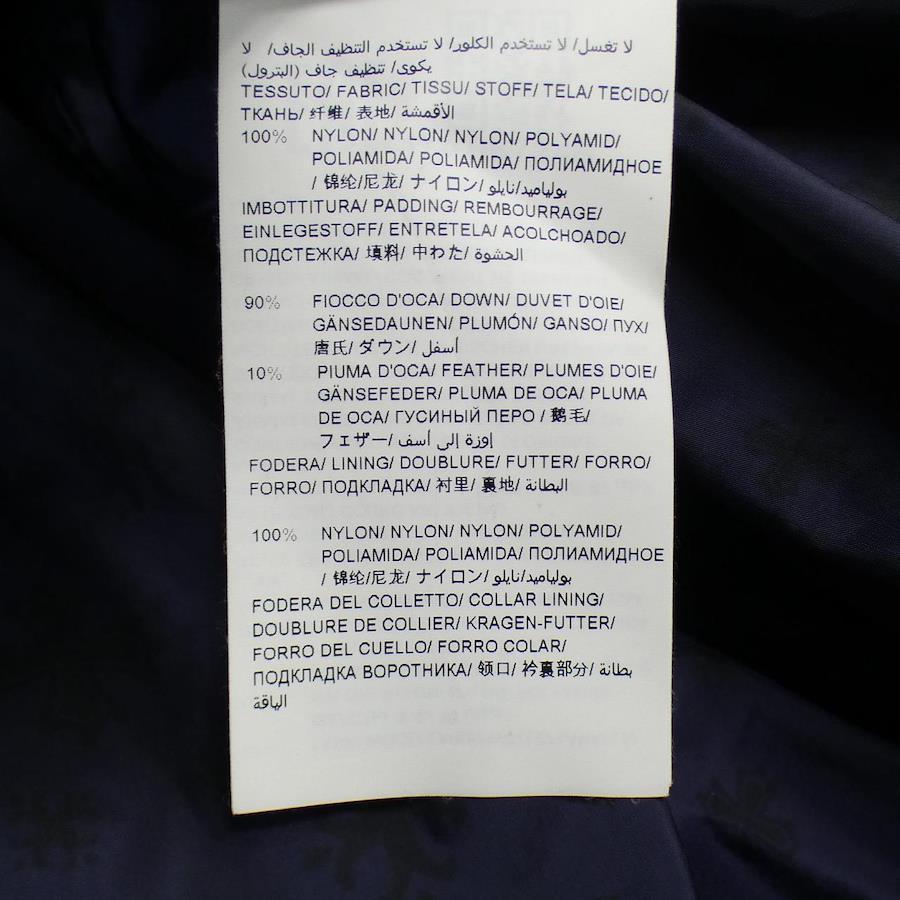 لا تغسل/ لا تستخدم الكلور/ لا تستخدم التنظيف الجاف/ لا
يكوى/ تنظيف جاف (البترول)
TESSUTO/ FABRIC/ TISSU/ STOFF/ TELA/ TECIDO/
ТКАНЬ/ 纤维/ 表地/ الأقمشة
100% NYLON/ NYLON/ NYLON/ POLYAMID/
POLIAMIDA/ POLIAMIDA/ ПОЛИАМИДНОЕ
/ 锦纶/尼龙/ ナイロン/ بولياميد/نايلو
IMBOTTITURA/ PADDING/ REMBOURRAGE/
EINLEGESTOFF/ ENTRETELA/ ACOLCHOADO/
ПОДСТЕЖКА/ 填料/ 中わた/ الحشوة
90% FIOCCO D'OCA/ DOWN/ DUVET D'OIE/
GÄNSEDAUNEN/ PLUMÓN/ GANSO/ ПУХ/
唐氏/ ダウン/ أسفل
10% PIUMA D'OCA/ FEATHER/ PLUMES D'OIE/
GÄNSEFEDER/ PLUMA DE OCA/ PLUMA
DE OCA/ ГУСИНЫЙ ПЕРО / 鹅毛/
フェザー/ إوزة إلى أسف
FODERA/ LINING/ DOUBLURE/ FUTTER/ FORRO/
FORRO/ ПОДКЛАДКА/ 衬里/ 裏地/ البطانة
100% NYLON/ NYLON/ NYLON/ POLYAMID/
POLIAMIDA/ POLIAMIDA/ ПОЛИАМИДНОЕ
/ 锦纶/尼龙/ ナイロン/ بولياميد/نايلو
FODERA DEL COLLETTO/ COLLAR LINING/
DOUBLURE DE COLLIER/ KRAGEN-FUTTER/
FORRO DEL CUELLO/ FORRO COLAR/
ПОДКЛАДКА ВОРОТНИКА/ 领口/ 衿裏部分/ بطانة
الياقة